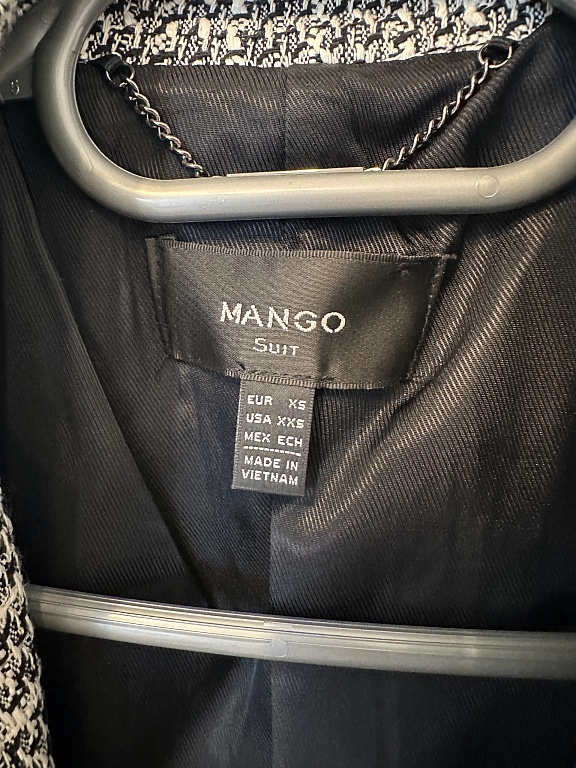 MANGO
SUIT
EUR XS
USA XXS
MEX ECH
MADE IN
VIETNAM